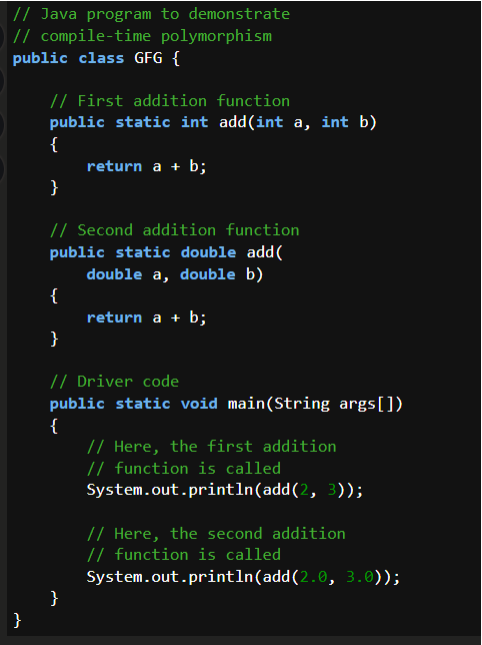 // Java program to demonstrate
// compile-time polymorphism
public class GFG {
    // First addition function
    public static int add(int a, int b)
    {
        return a + b;
    }
    // Second addition function
    public static double add(
        double a, double b)
    {
        return a + b;
    }
    // Driver code
    public static void main(String args[])
    {
        // Here, the first addition
        // function is called
        System.out.println(add(2, 3));
        // Here, the second addition
        // function is called
        System.out.println(add(2.0, 3.0));
    }
}